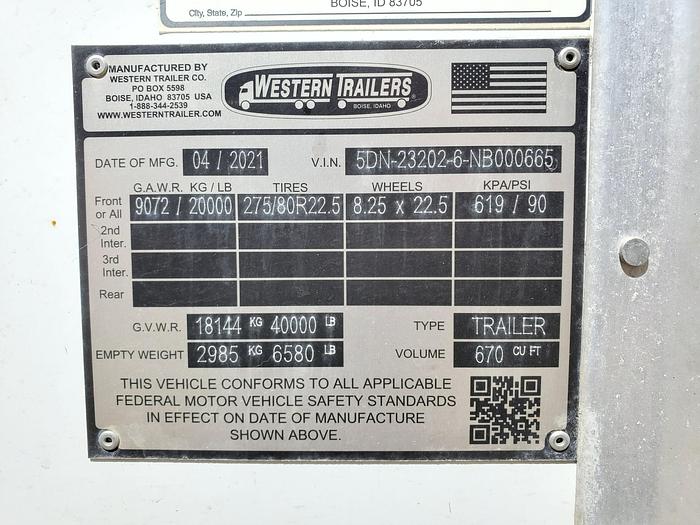 BOISE, ID 83705
City, State, Zip
MANUFACTURED BY
WESTERN TRAILER CO.
PO BOX 5598
BOISE, IDAHO 83705 USA
1-888-344-2539
WWW.WESTERNTRAILER.COM
WESTERN TRAILERS
BOISE, IDAHO
DATE OF MFG. 04 / 2021 V.I.N. 5DN-23202-6-NB000665
G.A.W.R. KG / LB TIRES WHEELS KPA/PSI
Front or All 9072 / 20000 275/80R22.5 8.25 x 22.5 619 / 90
2nd Inter.
3rd Inter.
Rear
G.V.W.R. 18144 KG 40000 LB TYPE TRAILER
EMPTY WEIGHT 2985 KG 6580 LB VOLUME 670 CU FT
THIS VEHICLE CONFORMS TO ALL APPLICABLE
FEDERAL MOTOR VEHICLE SAFETY STANDARDS
IN EFFECT ON DATE OF MANUFACTURE
SHOWN ABOVE.